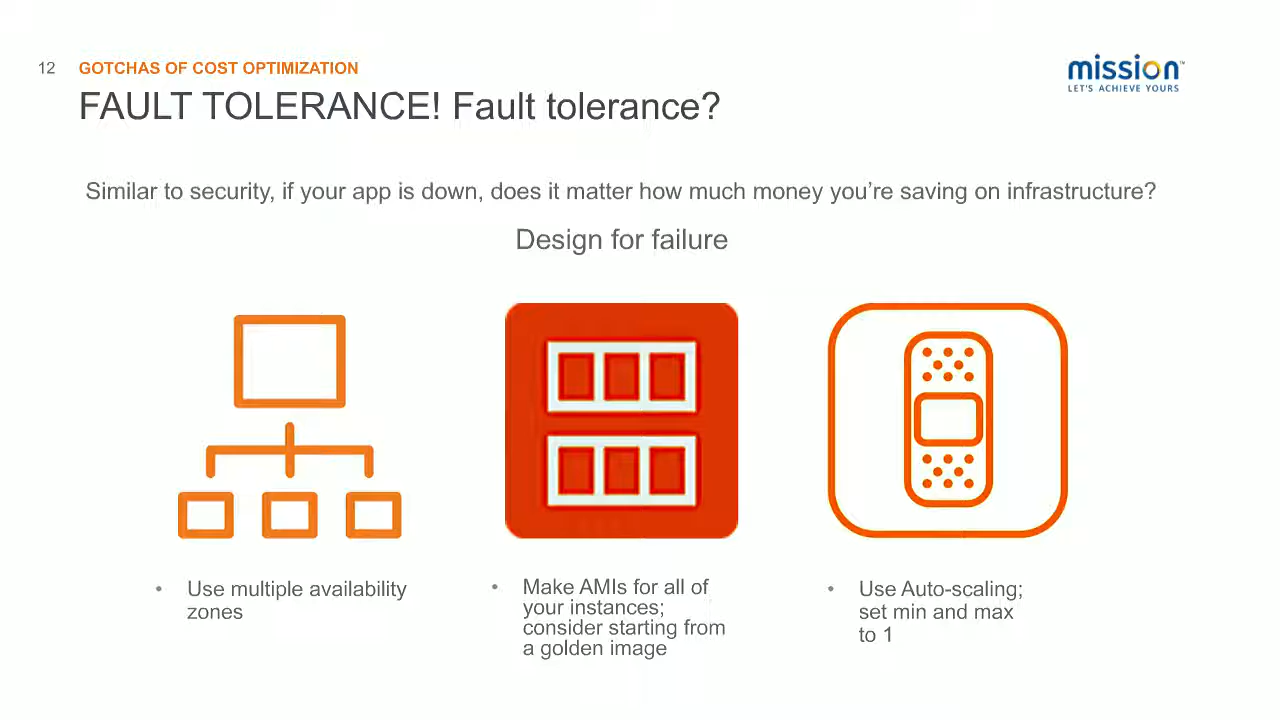 12 GOTCHAS OF COST OPTIMIZATION
mission™
LET'S ACHIEVE YOURS
FAULT TOLERANCE! Fault tolerance?
Similar to security, if your app is down, does it matter how much money you’re saving on infrastructure?
Design for failure
• Use multiple availability
zones
• Make AMIs for all of
your instances;
consider starting from
a golden image
• Use Auto-scaling;
set min and max
to 1